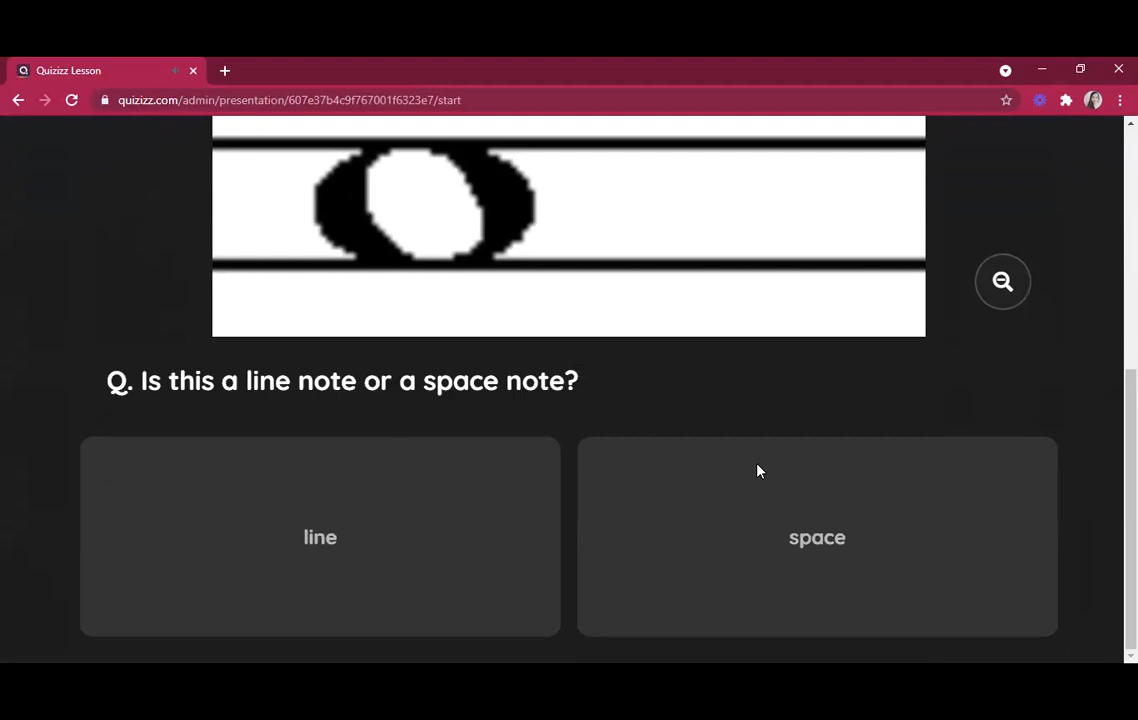 Quizizz Lesson
quizizz.com/admin/presentation/607e37b4c9f767001f6323e7/start
Q. Is this a line note or a space note?
line
space